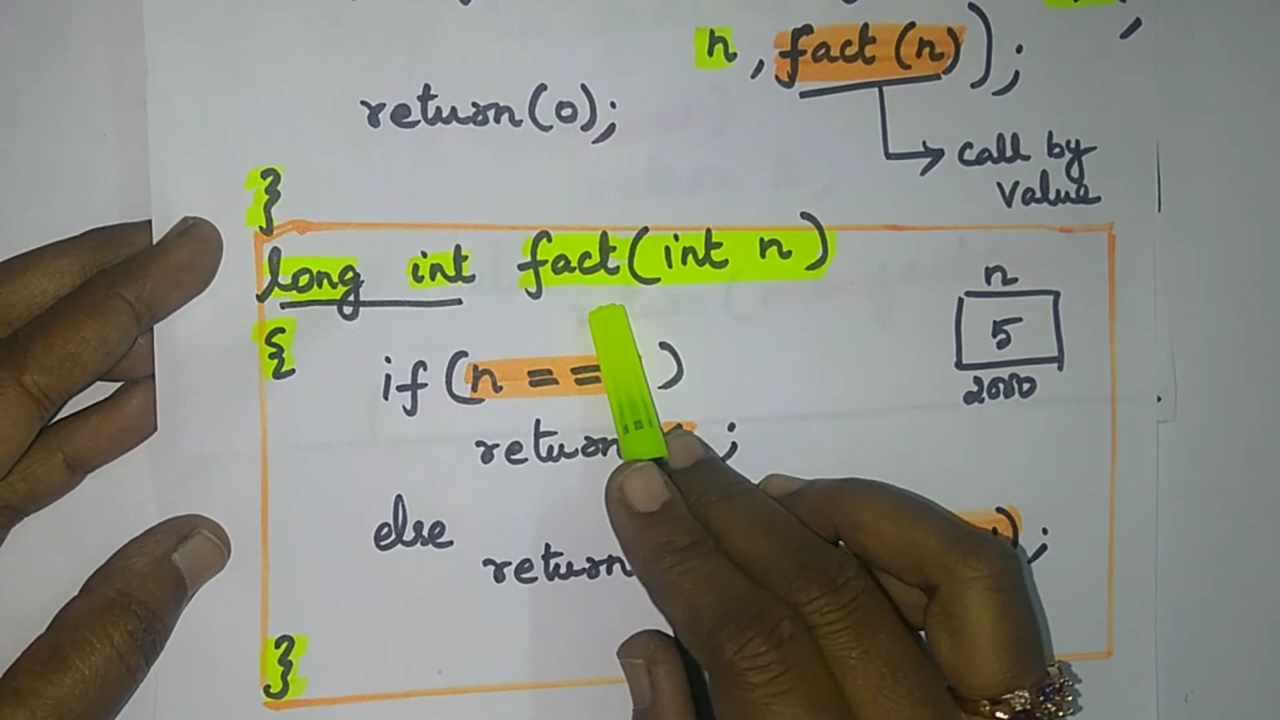 n , fact (n) ) ;
return(0);
call by
value
}
long int fact(int n)
{
n
5
2000
if (n == )
return ;
else
return ) ;
}